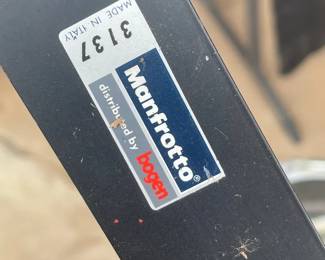 MADE IN ITALY
3137
Manfrotto®
distributed by bogen